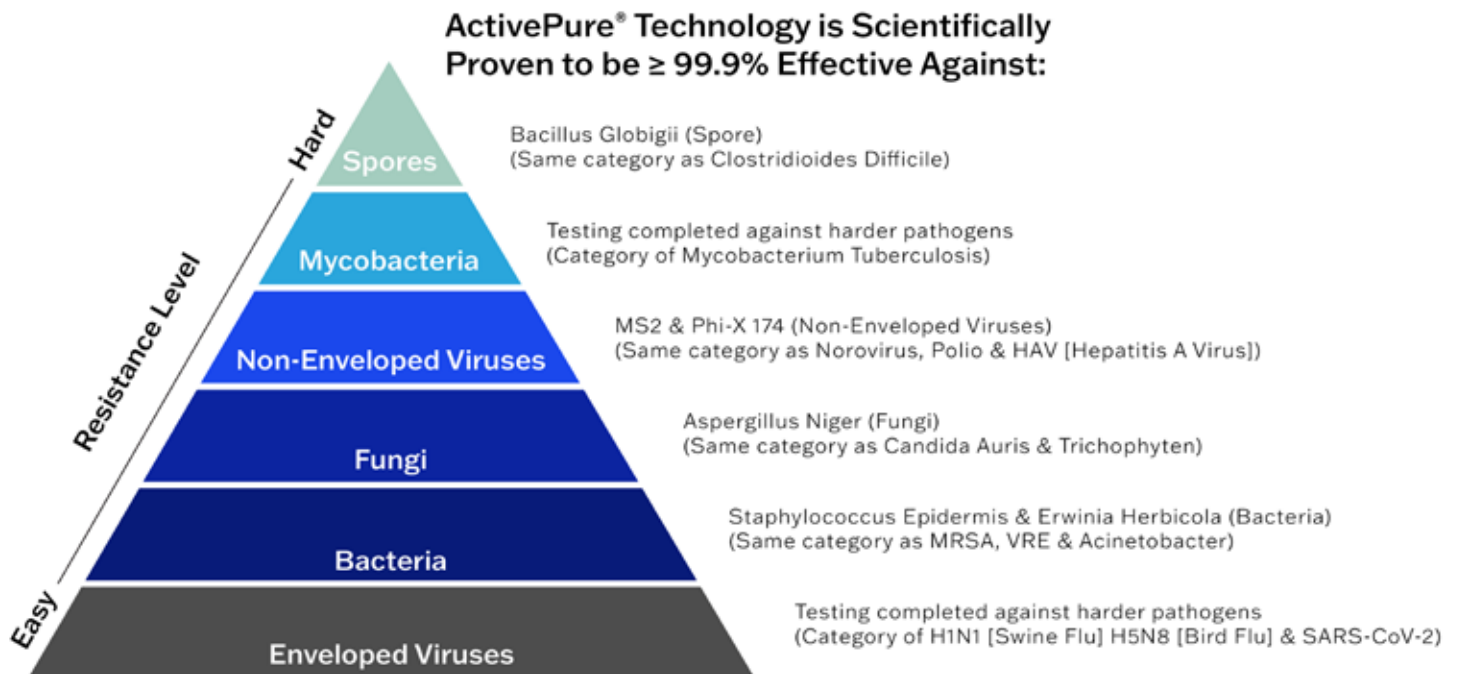 ActivePure® Technology is Scientifically
Proven to be ≥ 99.9% Effective Against:
Hard
Resistance Level
Easy
Spores
Bacillus Globigii (Spore)
(Same category as Clostridioides Difficile)
Mycobacteria
Testing completed against harder pathogens
(Category of Mycobacterium Tuberculosis)
Non-Enveloped Viruses
MS2 & Phi-X 174 (Non-Enveloped Viruses)
(Same category as Norovirus, Polio & HAV [Hepatitis A Virus])
Fungi
Aspergillus Niger (Fungi)
(Same category as Candida Auris & Trichophyten)
Bacteria
Staphylococcus Epidermis & Erwinia Herbicola (Bacteria)
(Same category as MRSA, VRE & Acinetobacter)
Enveloped Viruses
Testing completed against harder pathogens
(Category of H1N1 [Swine Flu] H5N8 [Bird Flu] & SARS-CoV-2)